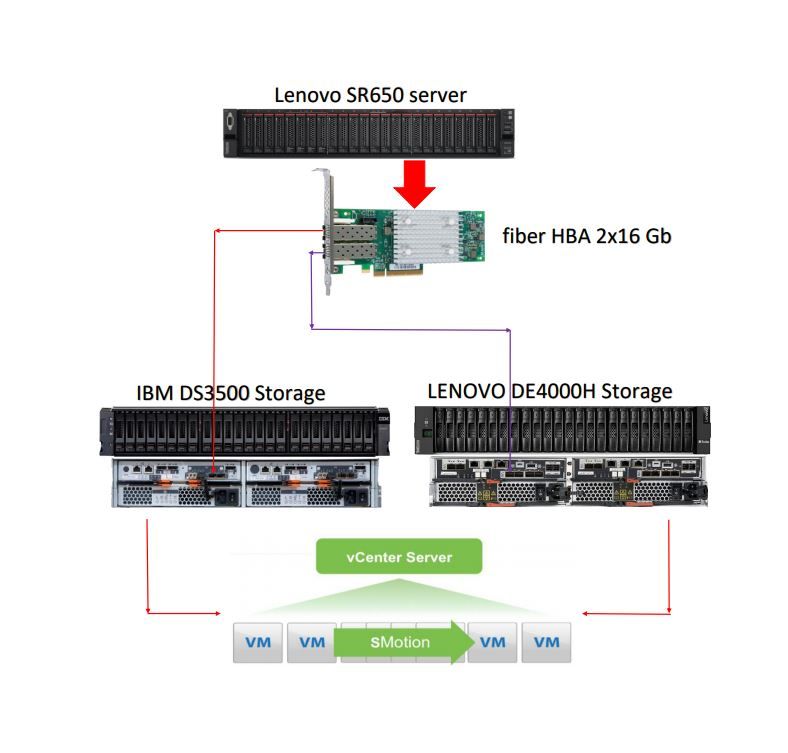 Lenovo SR650 server
fiber HBA 2x16 Gb
IBM DS3500 Storage
LENOVO DE4000H Storage
vCenter Server
VM
VM
SMotion
VM
VM